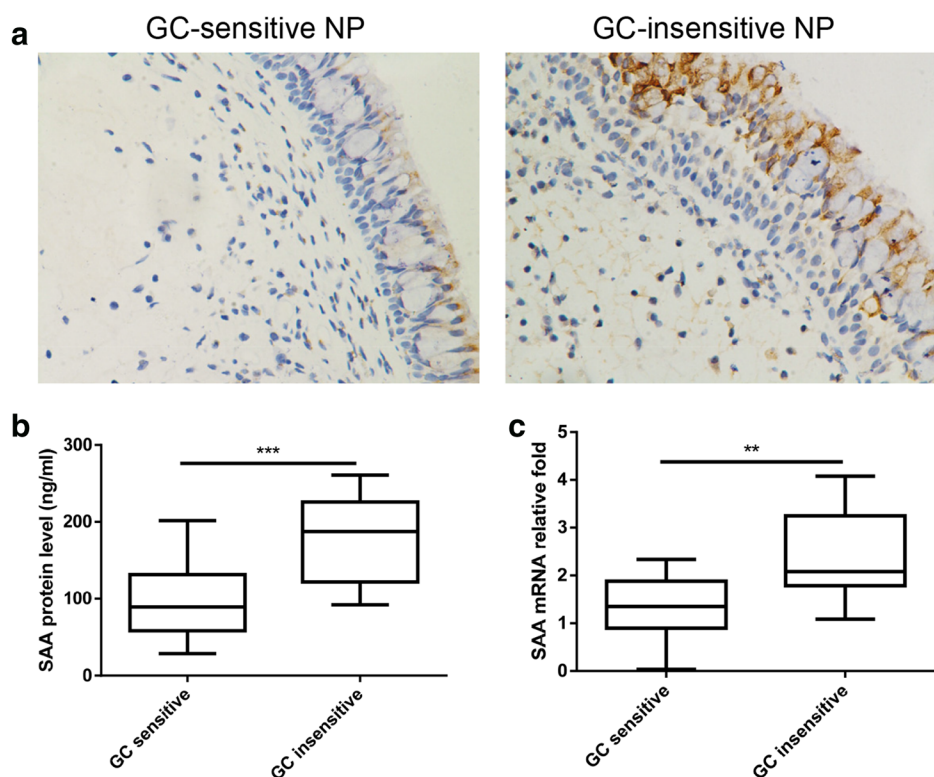 a
GC-sensitive NP
GC-insensitive NP
b
SAA protein level (ng/ml)
300
200
100
0
***
GC sensitive
GC insensitive
c
SAA mRNA relative fold
5
4
3
2
1
0
**
GC sensitive
GC insensitive